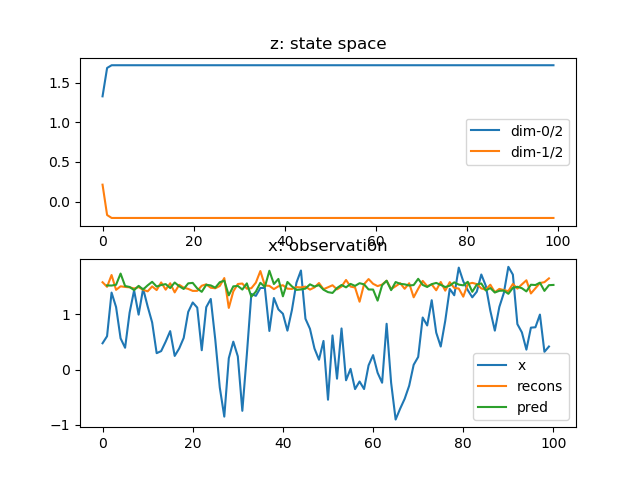 z: state space
1.5
1.0
0.5
0.0
dim-0/2
dim-1/2
0 20 40 60 80 100
x: observation
1
0
−1
x
recons
pred
0 20 40 60 80 100